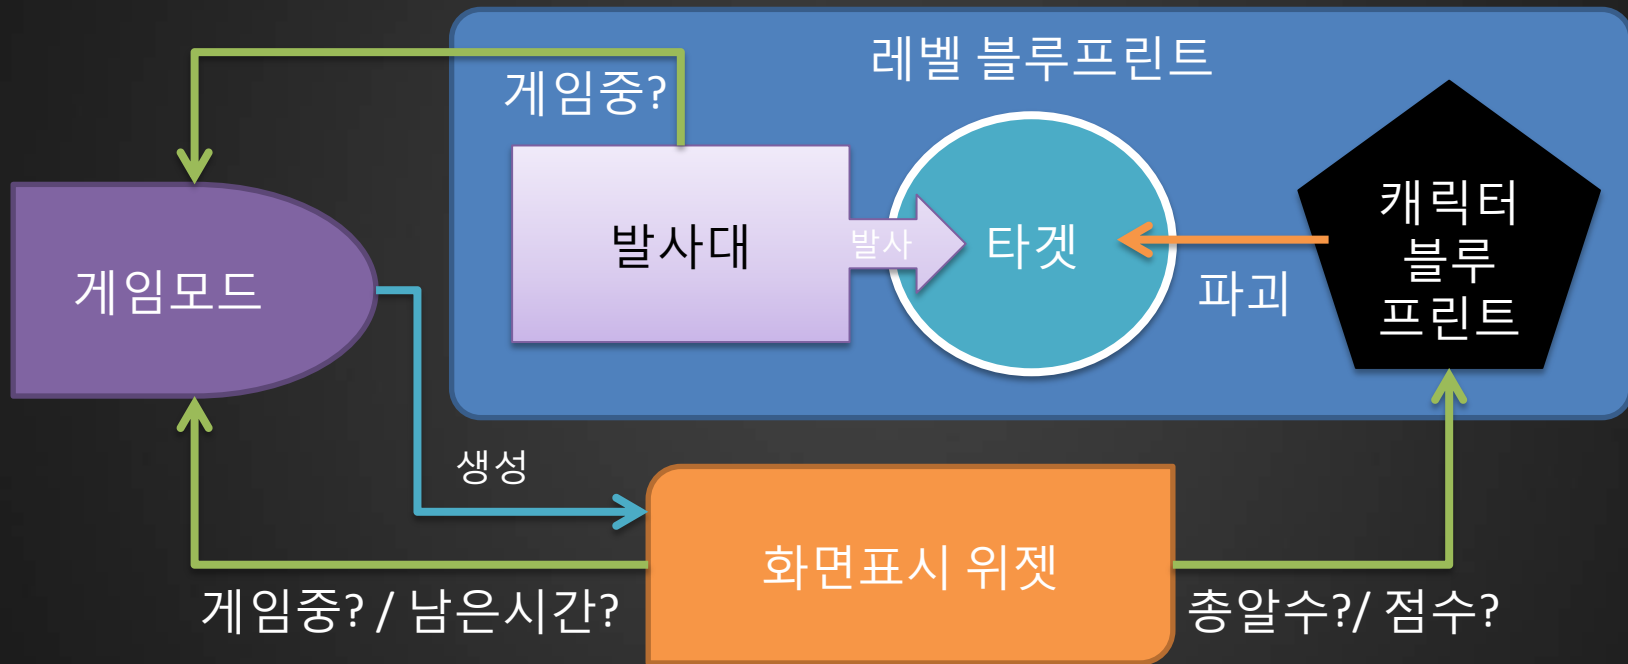 레벨 블루프린트
게임중?
발사대
발사
타겟
파괴
캐릭터
블루
프린트
게임모드
생성
화면표시 위젯
게임중? / 남은시간?
총알수?/ 점수?